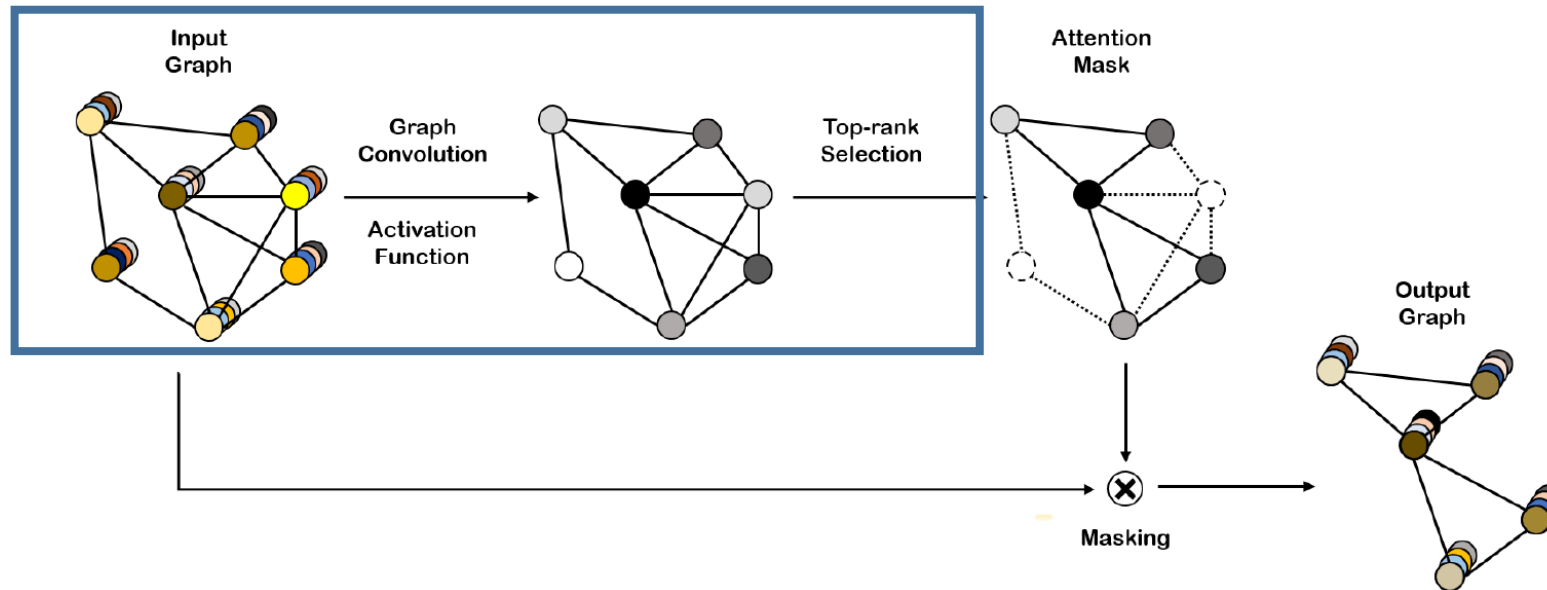 Input
Graph
Graph
Convolution
Activation
Function
Top-rank
Selection
Attention
Mask
Output
Graph
Masking